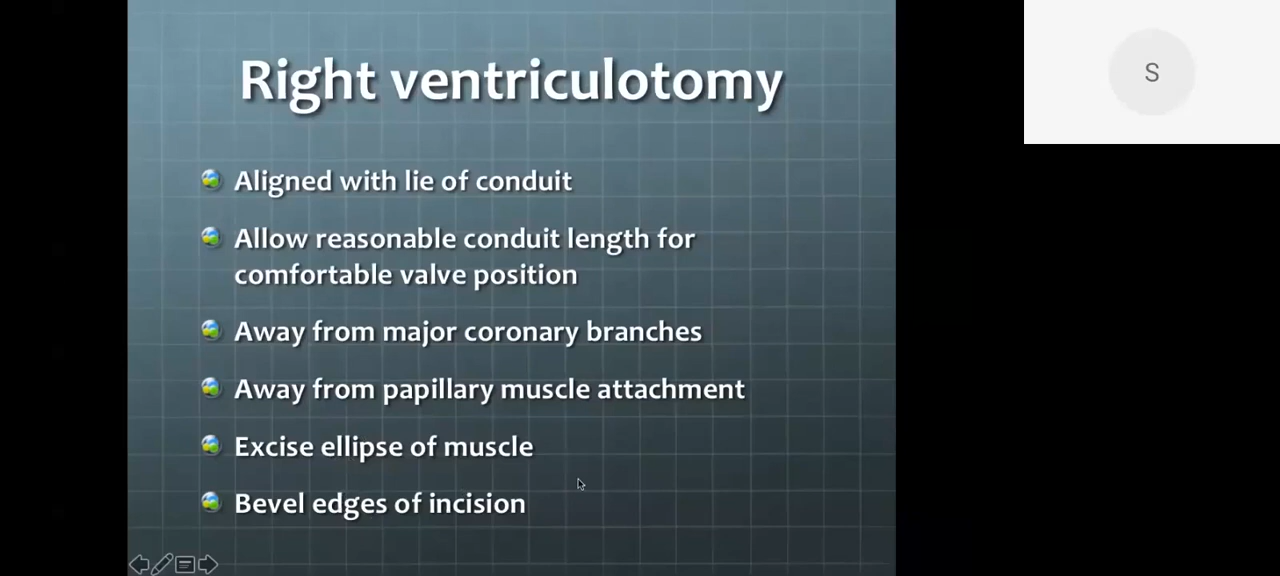 Right ventriculotomy
S
Aligned with lie of conduit
Allow reasonable conduit length for
comfortable valve position
Away from major coronary branches
Away from papillary muscle attachment
Excise ellipse of muscle
Bevel edges of incision